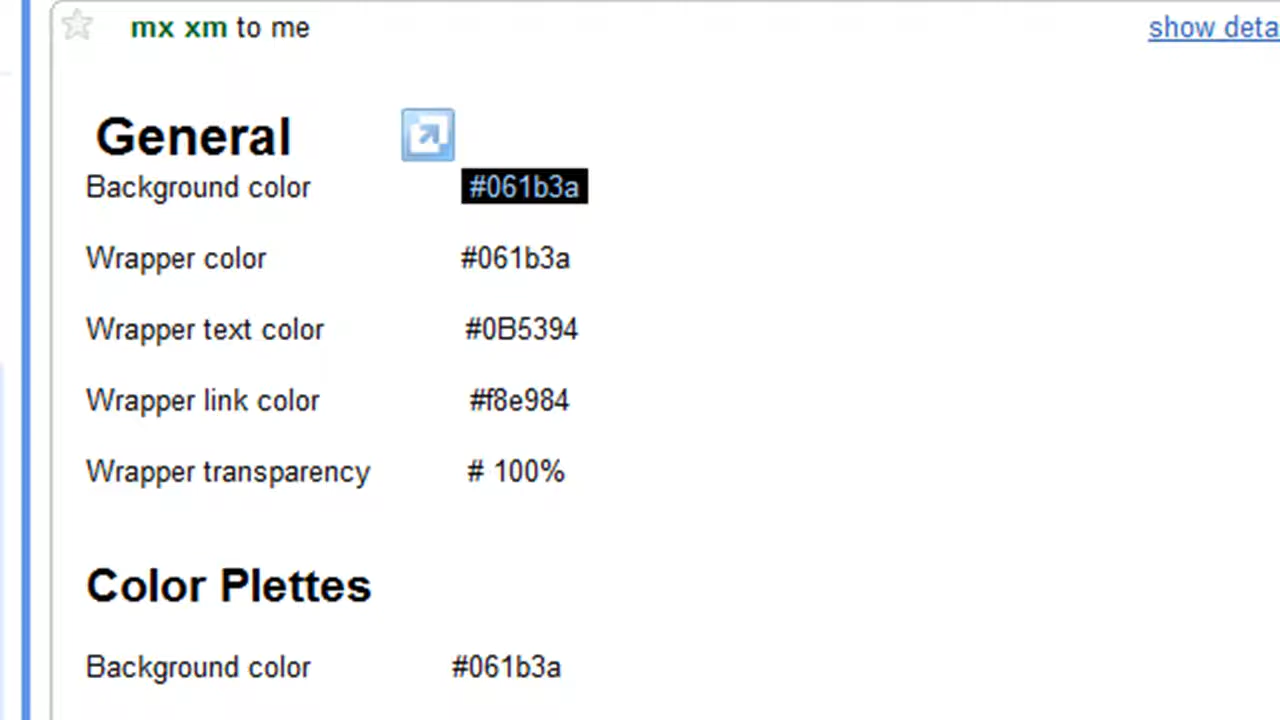 mx xm to me show deta
General
Background color #061b3a
Wrapper color #061b3a
Wrapper text color #0B5394
Wrapper link color #f8e984
Wrapper transparency # 100%
Color Plettes
Background color #061b3a